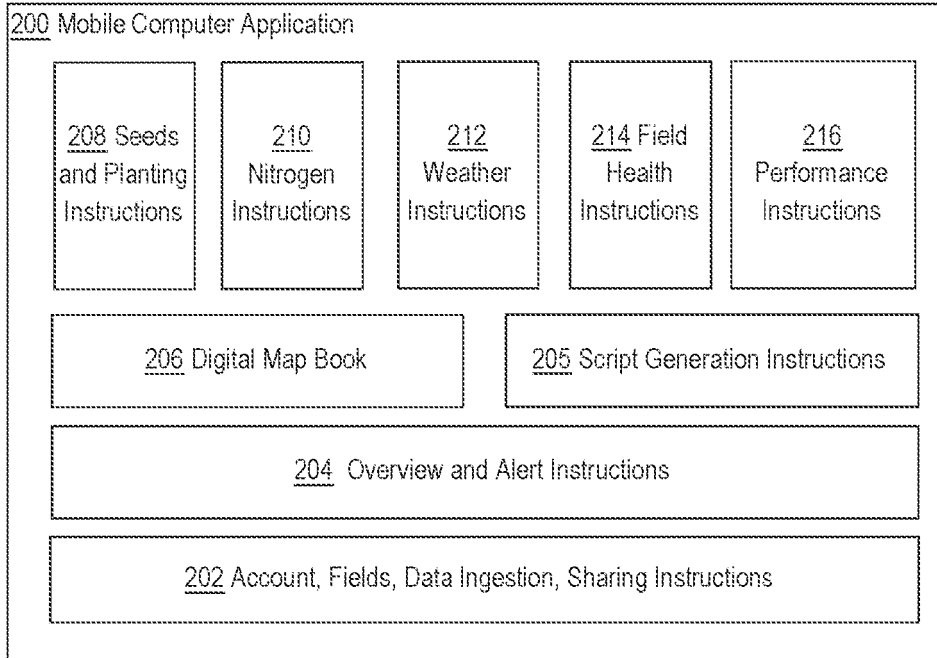 200 Mobile Computer Application
208 Seeds
and Planting
Instructions
210
Nitrogen
Instructions
212
Weather
Instructions
214 Field
Health
Instructions
216
Performance
Instructions
206 Digital Map Book
205 Script Generation Instructions
204 Overview and Alert Instructions
202 Account, Fields, Data Ingestion, Sharing Instructions